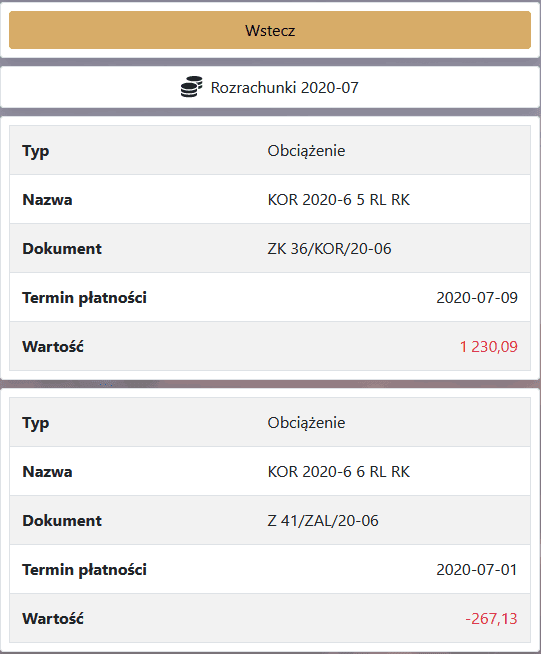 Wstecz
Rozrachunki 2020-07
Typ Obciążenie
Nazwa KOR 2020-6 5 RL RK
Dokument ZK 36/KOR/20-06
Termin płatności 2020-07-09
Wartość 1 230,09
Typ Obciążenie
Nazwa KOR 2020-6 6 RL RK
Dokument Z 41/ZAL/20-06
Termin płatności 2020-07-01
Wartość -267,13